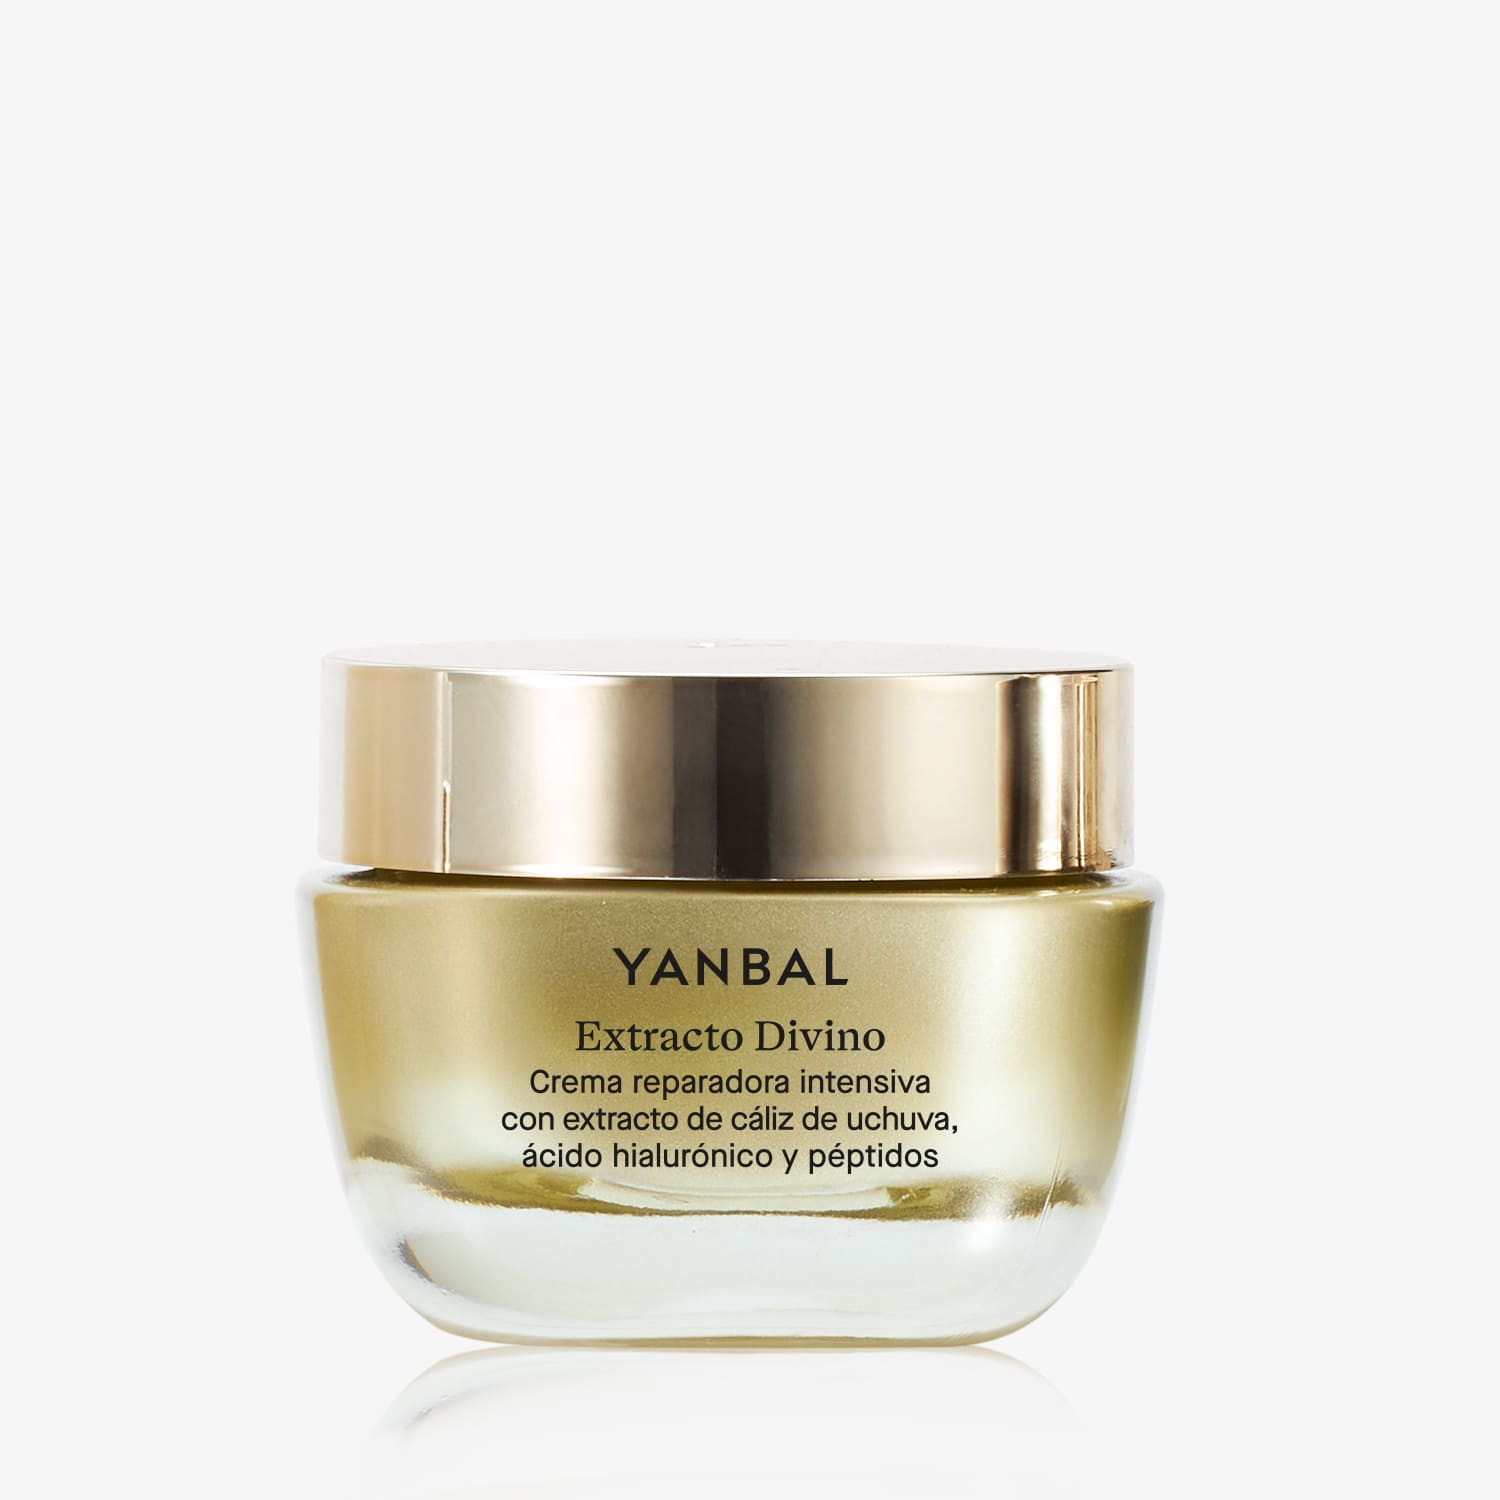 YANBAL
Extracto Divino
Crema reparadora intensiva
con extracto de cáliz de uchuva,
ácido hialurónico y péptidos